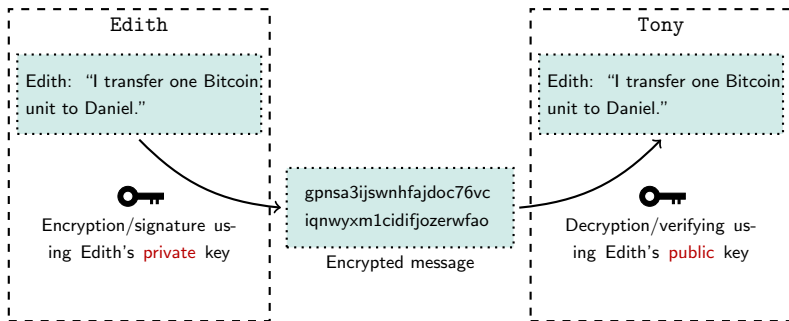 Edith
Edith: “I transfer one Bitcoin
unit to Daniel.”
Encryption/signature us-
ing Edith's private key
gpnsa3ijswnhfajdoc76vc
iqnwyxm1cidifjozerwfao
Encrypted message
Tony
Edith: “I transfer one Bitcoin
unit to Daniel.”
Decryption/verifying us-
ing Edith's public key